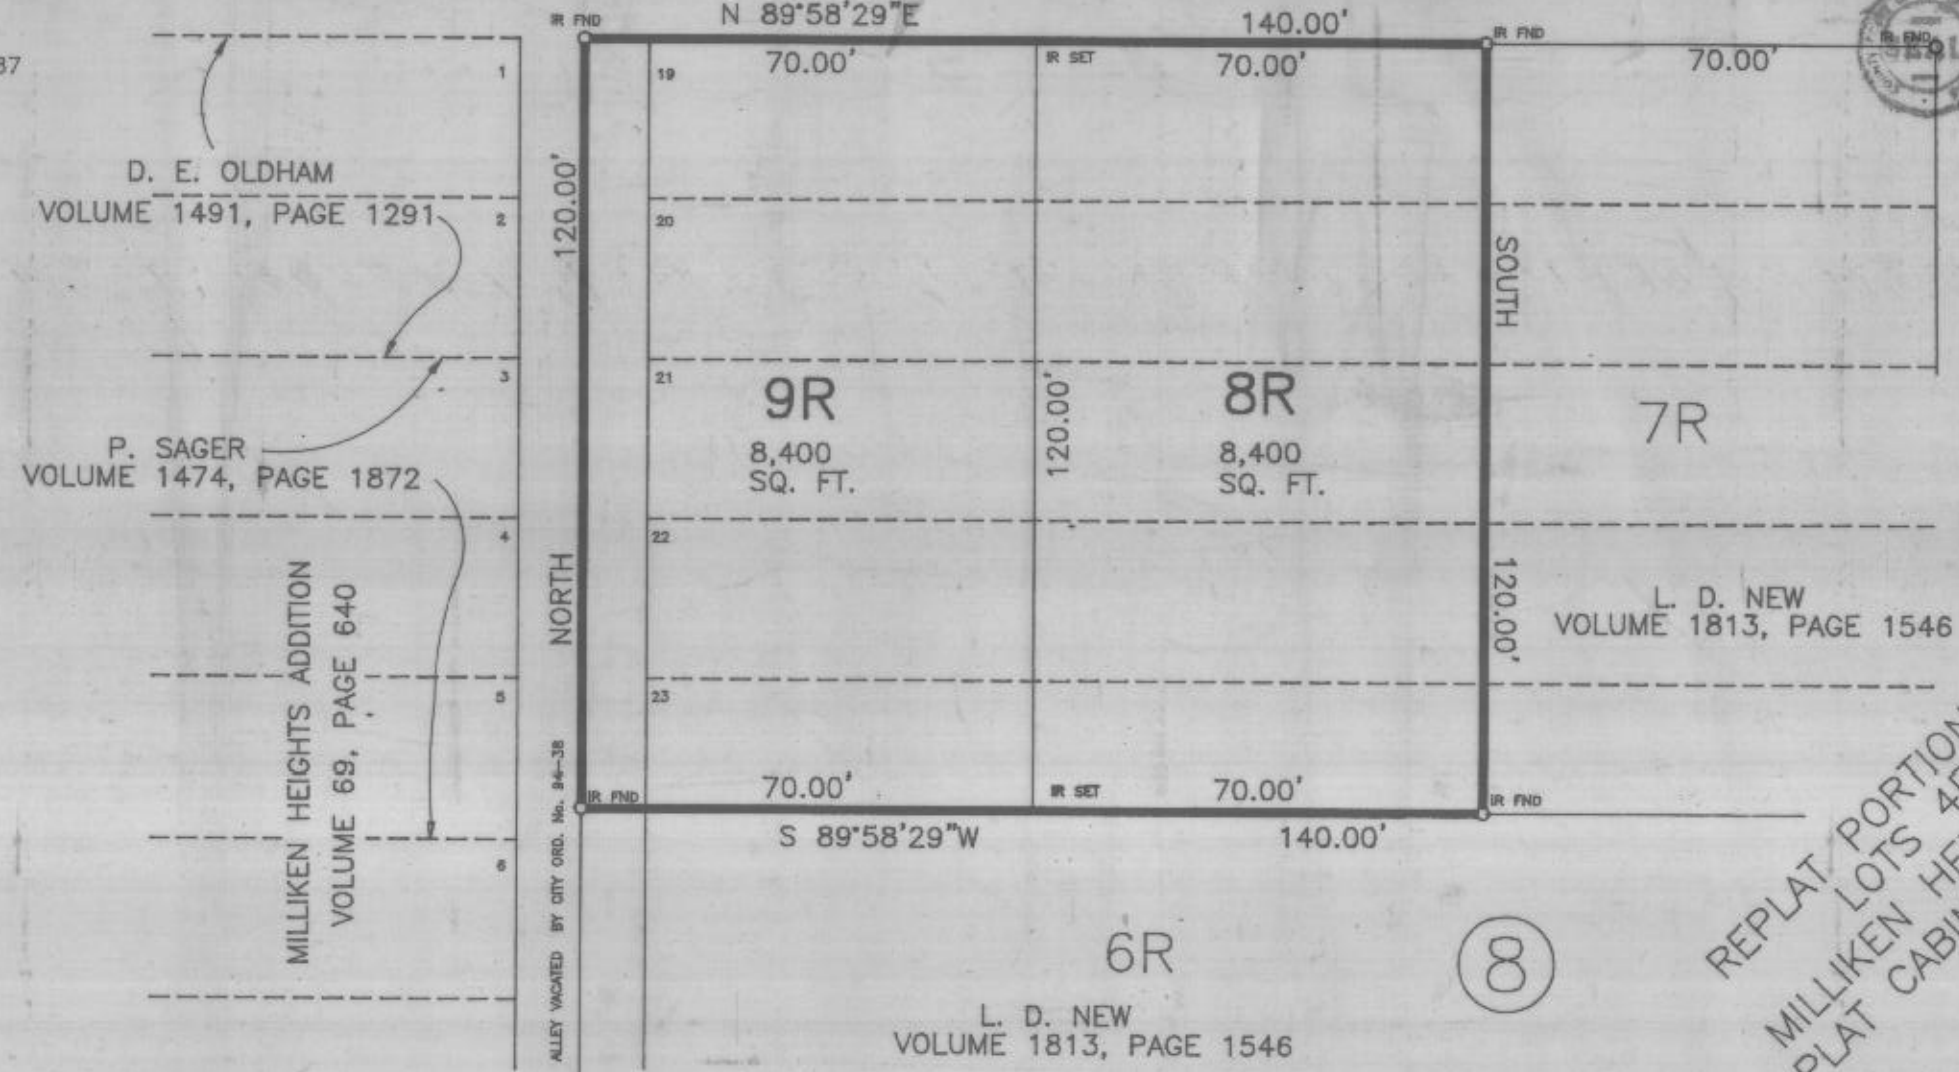 IR FND
N 89°58'29"E
140.00'
IR FND
IR FND
37
1
19
70.00'
IR SET
70.00'
70.00'
D. E. OLDHAM
VOLUME 1491, PAGE 1291
2
120.00'
20
SOUTH
3
21
9R
8,400
SQ. FT.
120.00'
8R
8,400
SQ. FT.
7R
P. SAGER
VOLUME 1474, PAGE 1872
4
22
NORTH
120.00'
L. D. NEW
VOLUME 1813, PAGE 1546
MILLIKEN HEIGHTS ADDITION
VOLUME 69, PAGE 640
5
23
IR FND
70.00'
IR SET
70.00'
IR FND
S 89°58'29"W
140.00'
6
ALLEY VACATED BY CITY ORD. No. 94-38
6R
8
L. D. NEW
VOLUME 1813, PAGE 1546
REPLAT PORTION
LOTS
MILLIKEN
PLAT